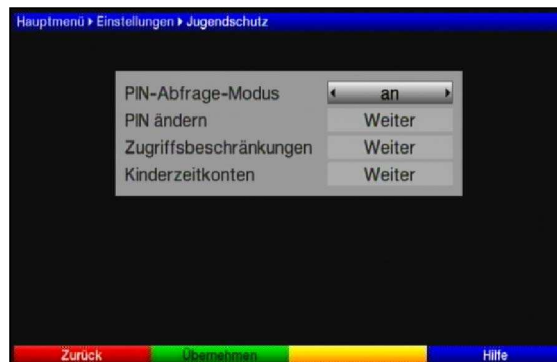 Hauptmenü ▸ Einstellungen ▸ Jugendschutz
PIN-Abfrage-Modus ◂ an ▸
PIN ändern Weiter
Zugriffsbeschränkungen Weiter
Kinderzeitkonten Weiter
Zurück Übernehmen Hilfe